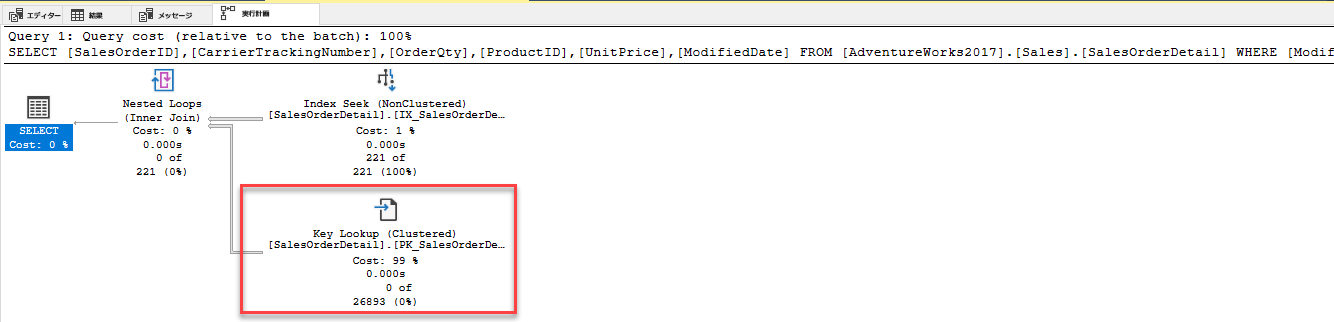 エディター 結果 メッセージ 実行計画
Query 1: Query cost (relative to the batch): 100%
SELECT [SalesOrderID],[CarrierTrackingNumber],[OrderQty],[ProductID],[UnitPrice],[ModifiedDate] FROM [AdventureWorks2017].[Sales].[SalesOrderDetail] WHERE [Modif
SELECT
Cost: 0 %
Nested Loops
(Inner Join)
Cost: 0 %
0.000s
0 of
221 (0%)
Index Seek (NonClustered)
[SalesOrderDetail].[IX_SalesOrderDe…
Cost: 1 %
0.000s
221 of
221 (100%)
Key Lookup (Clustered)
[SalesOrderDetail].[PK_SalesOrderDe…
Cost: 99 %
0.000s
0 of
26893 (0%)